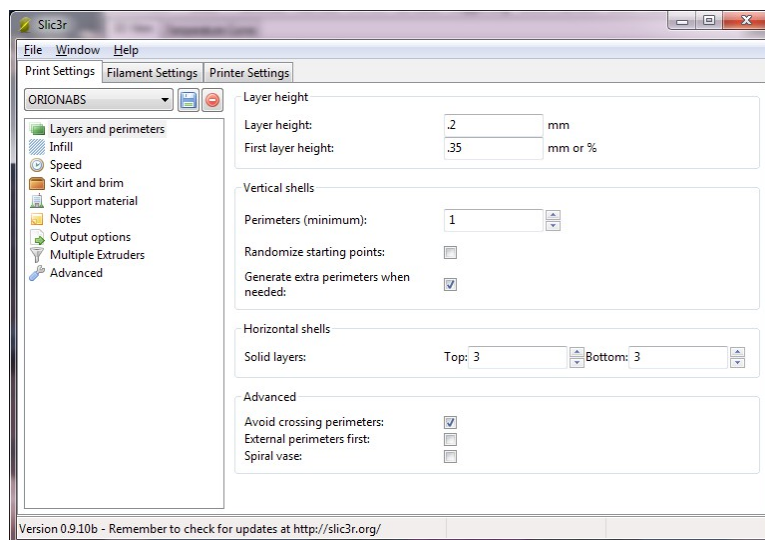 Slic3r
File Window Help
Print Settings Filament Settings Printer Settings
ORIONABS
Layers and perimeters
Infill
Speed
Skirt and brim
Support material
Notes
Output options
Multiple Extruders
Advanced
Layer height
Layer height: .2 mm
First layer height: .35 mm or %
Vertical shells
Perimeters (minimum): 1
Randomize starting points:
Generate extra perimeters when
needed:
Horizontal shells
Solid layers: Top: 3 Bottom: 3
Advanced
Avoid crossing perimeters:
External perimeters first:
Spiral vase:
Version 0.9.10b - Remember to check for updates at http://slic3r.org/